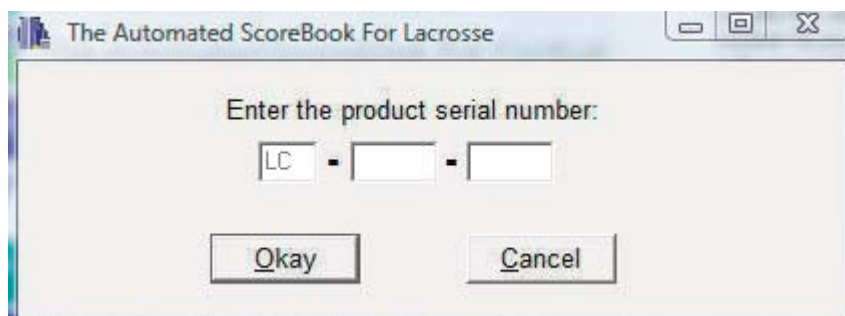 The Automated ScoreBook For Lacrosse
Enter the product serial number:
LC - -
Okay Cancel